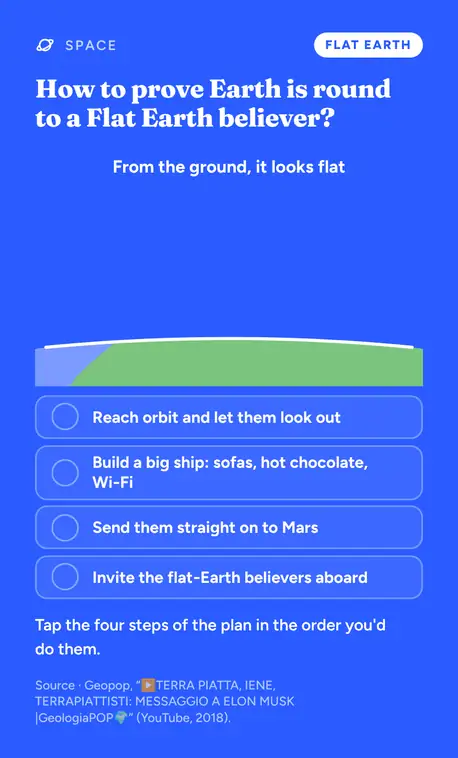 SPACE
FLAT EARTH
How to prove Earth is round
to a Flat Earth believer?
From the ground, it looks flat
Reach orbit and let them look out
Build a big ship: sofas, hot chocolate,
Wi-Fi
Send them straight on to Mars
Invite the flat-Earth believers aboard
Tap the four steps of the plan in the order you'd
do them.
Source · Geopop, “▶️TERRA PIATTA, IENE,
TERRAPIATTISTI: MESSAGGIO A ELON MUSK
|GeologiaPOP🌍” (YouTube, 2018).